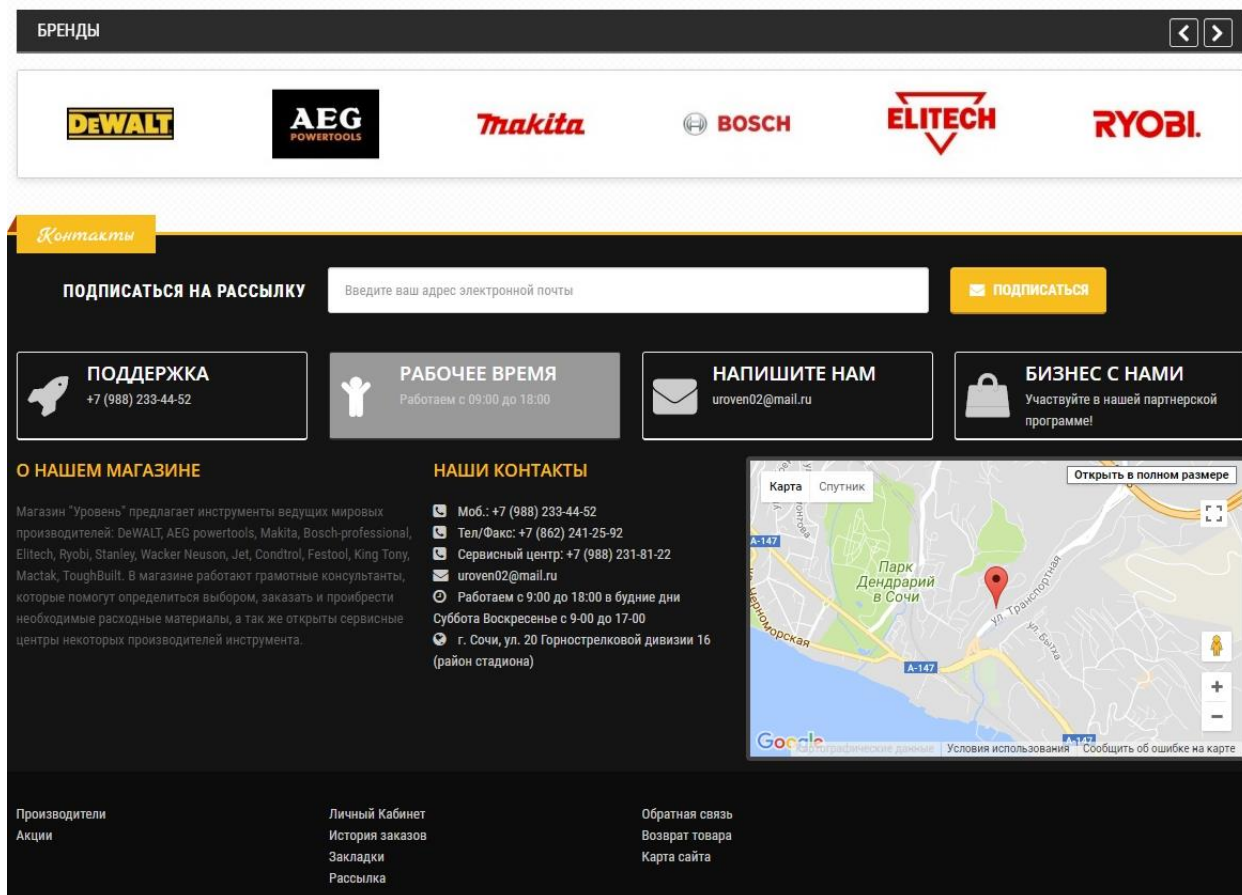 БРЕНДЫ
DEWALT
AEG
POWERTOOLS
makita
BOSCH
ELITECH
RYOBI.
Контакты
ПОДПИСАТЬСЯ НА РАССЫЛКУ
Введите ваш адрес электронной почты
ПОДПИСАТЬСЯ
ПОДДЕРЖКА
+7 (988) 233-44-52
РАБОЧЕЕ ВРЕМЯ
Работаем с 09:00 до 18:00
НАПИШИТЕ НАМ
uroven02@mail.ru
БИЗНЕС С НАМИ
Участвуйте в нашей партнерской
программе!
О НАШЕМ МАГАЗИНЕ
Магазин "Уровень" предлагает инструменты ведущих мировых
производителей: DeWALT, AEG powertools, Makita, Bosch-professional,
Elitech, Ryobi, Stanley, Wacker Neuson, Jet, Condtrol, Festool, King Tony,
Mactak, ToughBuilt. В магазине работают грамотные консультанты,
которые помогут определиться выбором, заказать и приобрести
необходимые расходные материалы, а так же открыты сервисные
центры некоторых производителей инструмента.
НАШИ КОНТАКТЫ
Моб.: +7 (988) 233-44-52
Тел/Факс: +7 (862) 241-25-92
Сервисный центр: +7 (988) 231-81-22
uroven02@mail.ru
Работаем с 9:00 до 18:00 в будние дни
Суббота Воскресенье с 9-00 до 17-00
г. Сочи, ул. 20 Горнострелковой дивизии 16
(район стадиона)
Карта Спутник
Открыть в полном размере
А-147
Парк
Дендрарий
в Сочи
ул. Транспортная
ул. Бытха
Черноморская
А-147
А-147
Google
Картографические данные
Условия использования
Сообщить об ошибке на карте
Производители
Акции
Личный Кабинет
История заказов
Закладки
Рассылка
Обратная связь
Возврат товара
Карта сайта